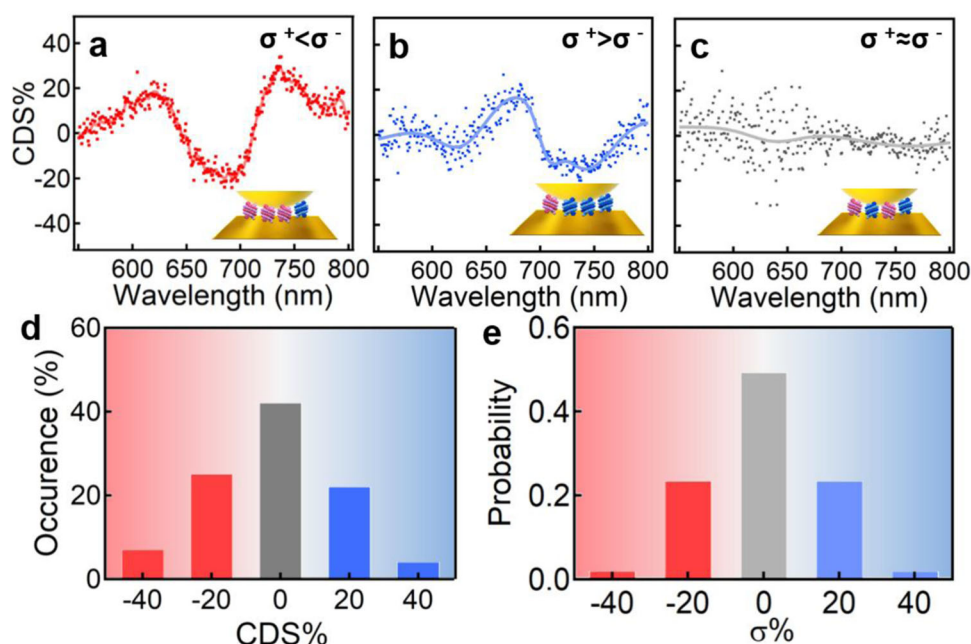 a σ⁺<σ⁻
b σ⁺>σ⁻
c σ⁺≈σ⁻
CDS%
40
20
0
-20
-40
600 650 700 750 800
600 650 700 750 800
600 650 700 750 800
Wavelength (nm)
Wavelength (nm)
Wavelength (nm)
d
Occurence (%)
60
40
20
0
-40 -20 0 20 40
CDS%
e
Probability
0.6
0.4
0.2
0.0
-40 -20 0 20 40
σ%